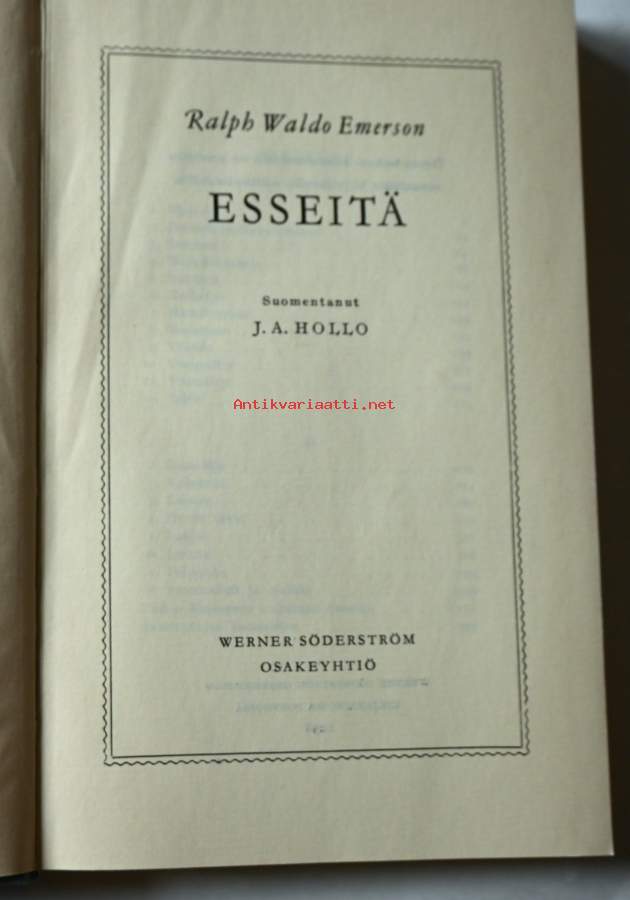 Ralph Waldo Emerson
ESSEITÄ
Suomentanut
J. A. HOLLO
Antikvariaatti.net
WERNER SÖDERSTRÖM
OSAKEYHTIÖ